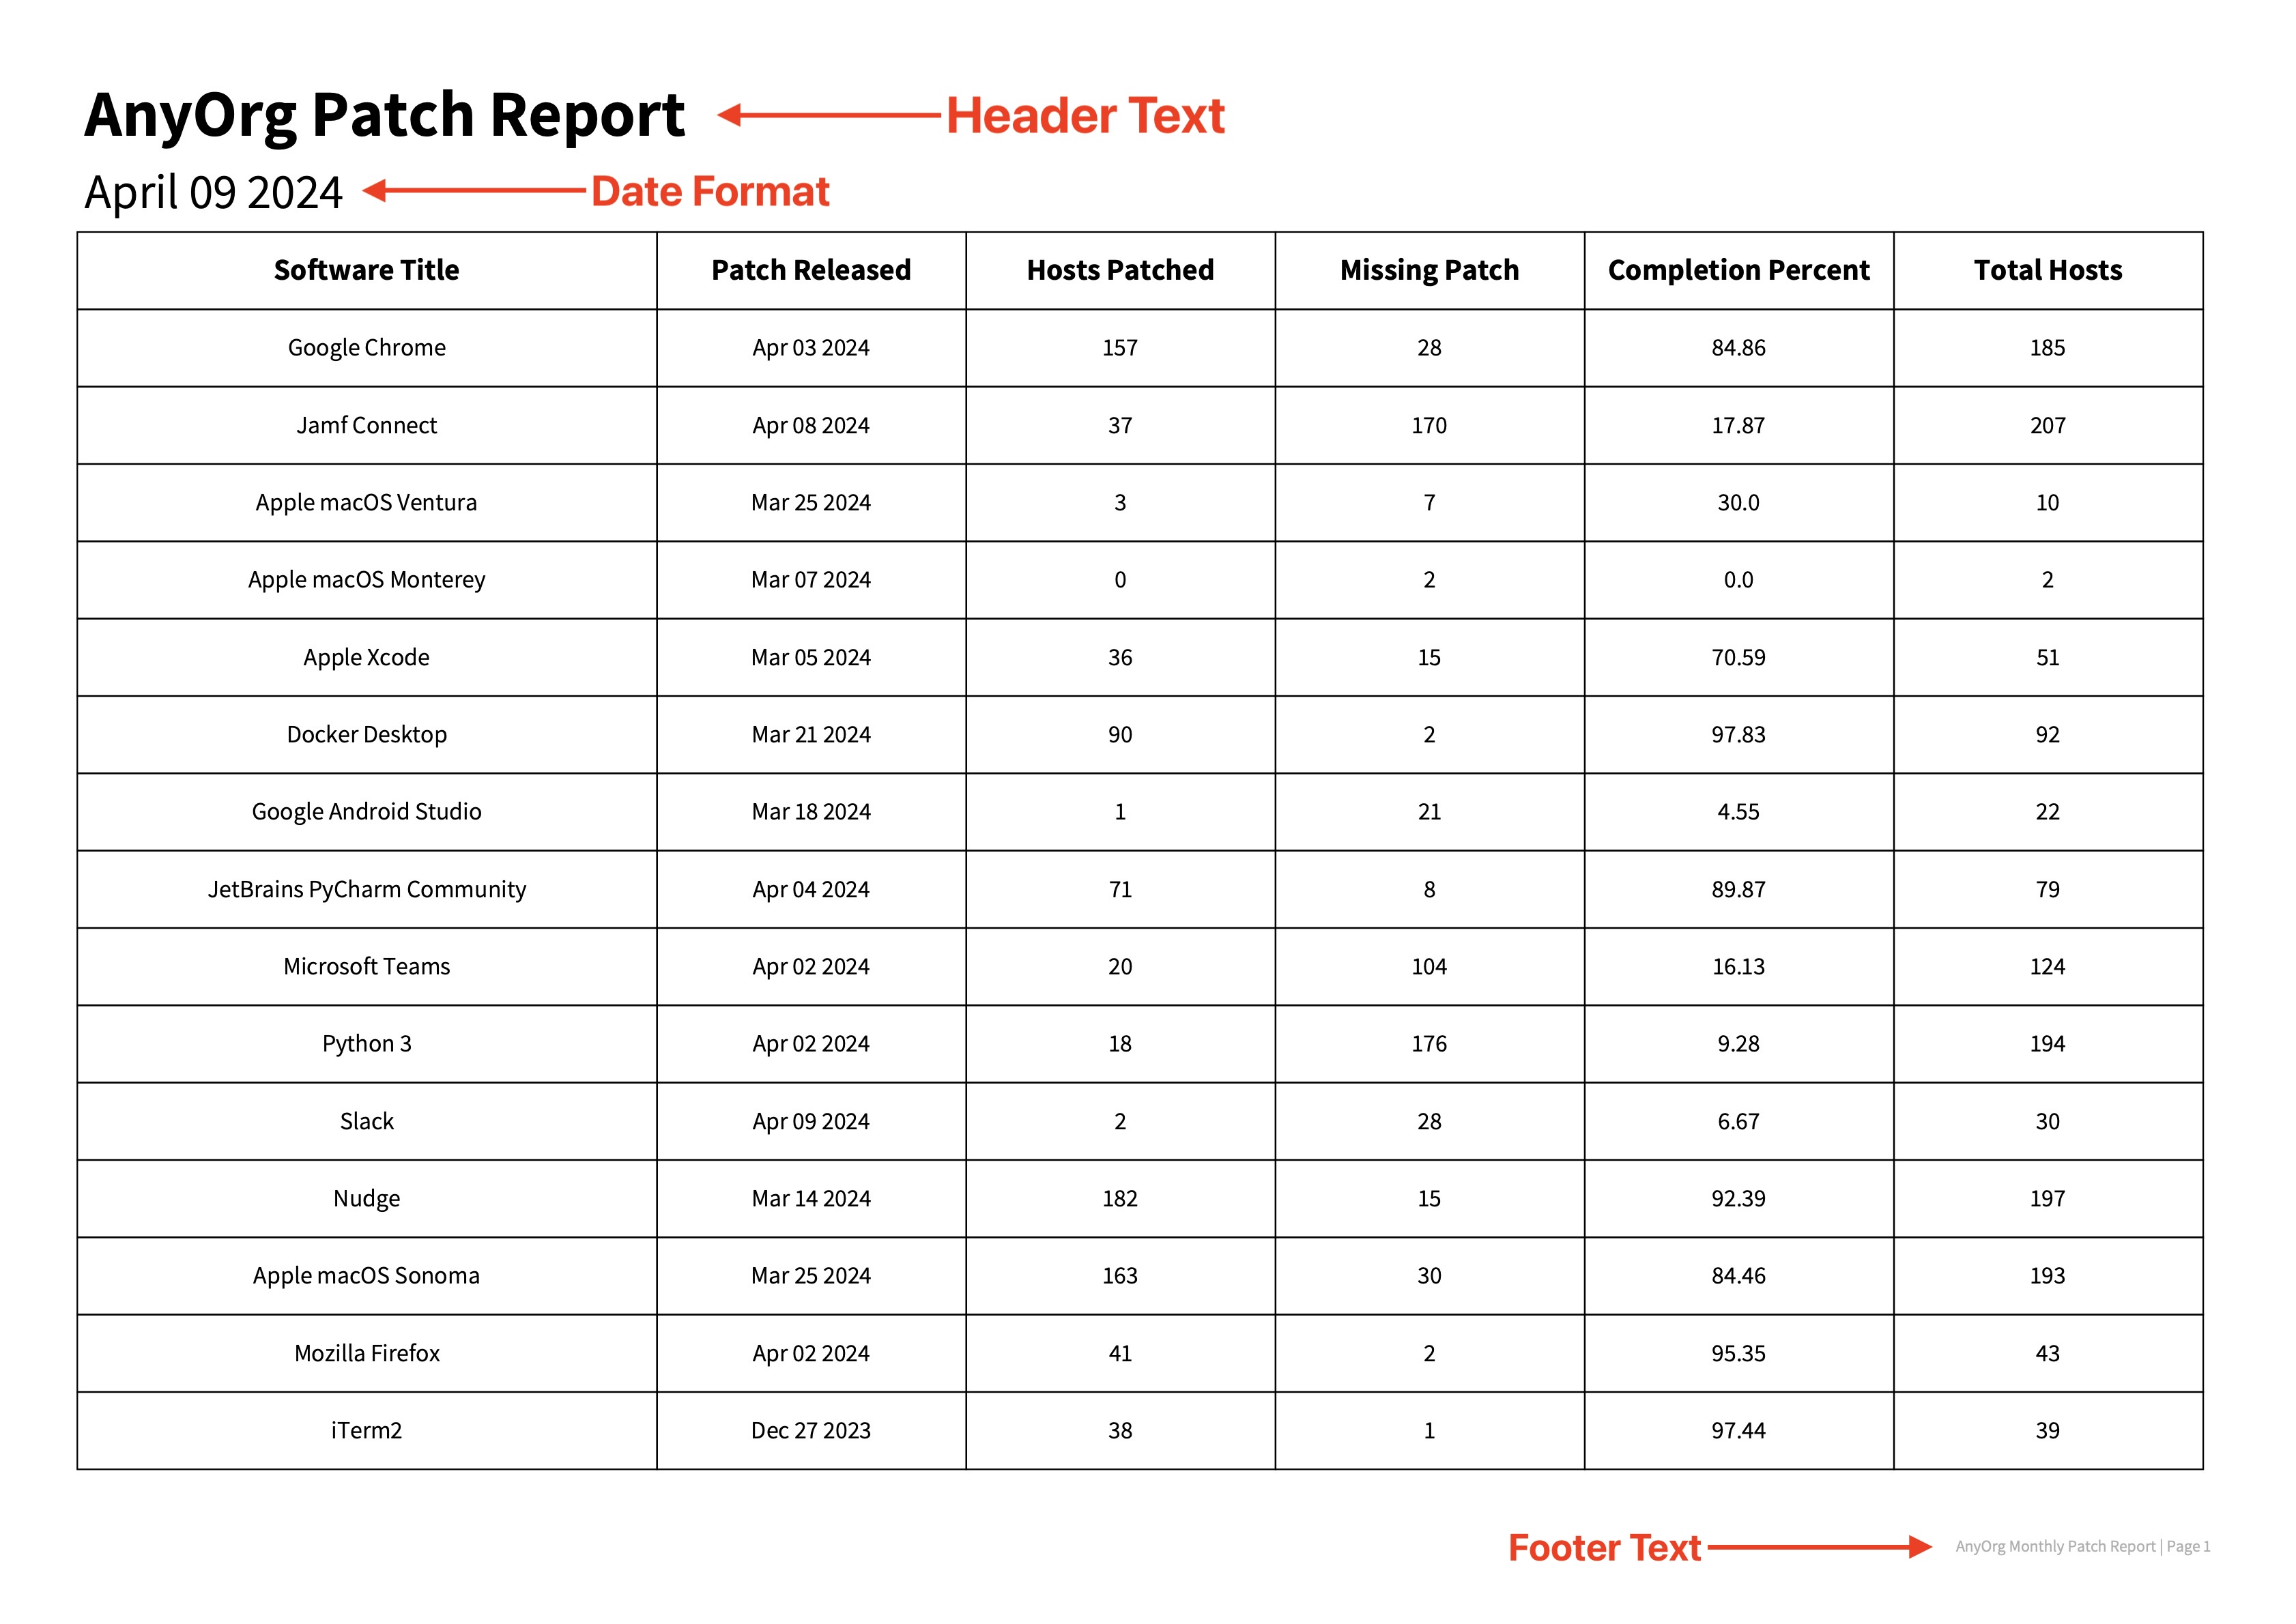 AnyOrg Patch Report Header Text
April 09 2024 Date Format
Software Title Patch Released Hosts Patched Missing Patch Completion Percent Total Hosts
Google Chrome Apr 03 2024 157 28 84.86 185
Jamf Connect Apr 08 2024 37 170 17.87 207
Apple macOS Ventura Mar 25 2024 3 7 30.0 10
Apple macOS Monterey Mar 07 2024 0 2 0.0 2
Apple Xcode Mar 05 2024 36 15 70.59 51
Docker Desktop Mar 21 2024 90 2 97.83 92
Google Android Studio Mar 18 2024 1 21 4.55 22
JetBrains PyCharm Community Apr 04 2024 71 8 89.87 79
Microsoft Teams Apr 02 2024 20 104 16.13 124
Python 3 Apr 02 2024 18 176 9.28 194
Slack Apr 09 2024 2 28 6.67 30
Nudge Mar 14 2024 182 15 92.39 197
Apple macOS Sonoma Mar 25 2024 163 30 84.46 193
Mozilla Firefox Apr 02 2024 41 2 95.35 43
iTerm2 Dec 27 2023 38 1 97.44 39
Footer Text AnyOrg Monthly Patch Report | Page 1